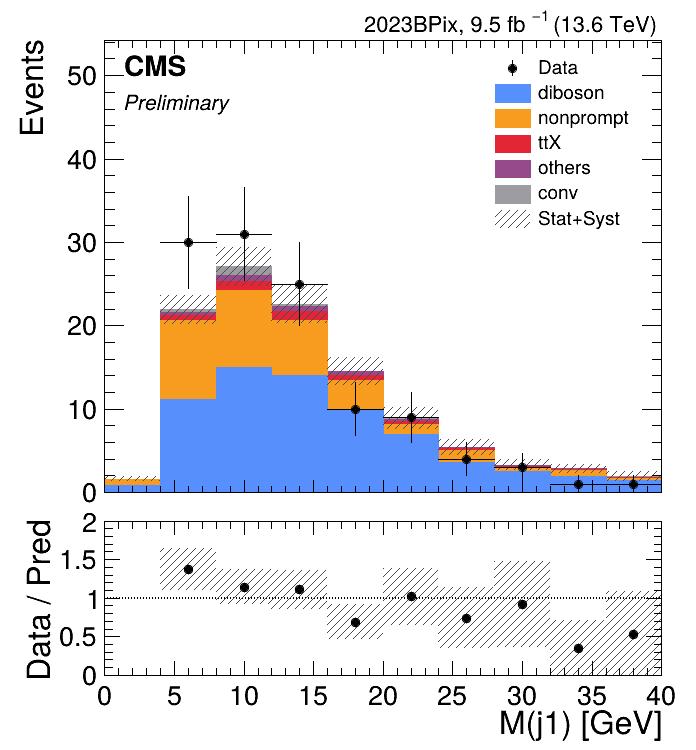 2023BPix, 9.5 fb⁻¹ (13.6 TeV)
CMS
Preliminary
Data
diboson
nonprompt
ttX
others
conv
Stat+Syst
Events
50
40
30
20
10
0
Data / Pred
2
1.5
1
0.5
0
0 5 10 15 20 25 30 35 40
M(j1) [GeV]